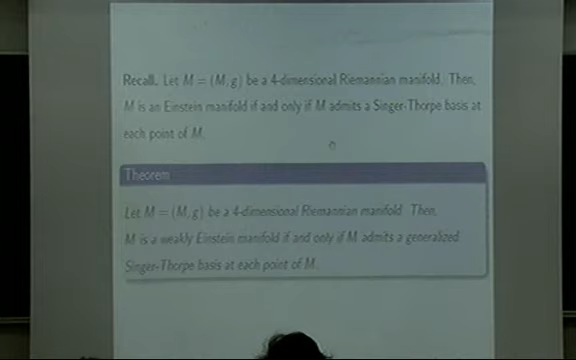 Recall. Let M = (M, g) be a 4-dimensional Riemannian manifold. Then,
M is an Einstein manifold if and only if M admits a Singer-Thorpe basis at
each point of M.
Theorem
Let M = (M, g) be a 4-dimensional Riemannian manifold. Then,
M is a weakly Einstein manifold if and only if M admits a generalized
Singer-Thorpe basis at each point of M.